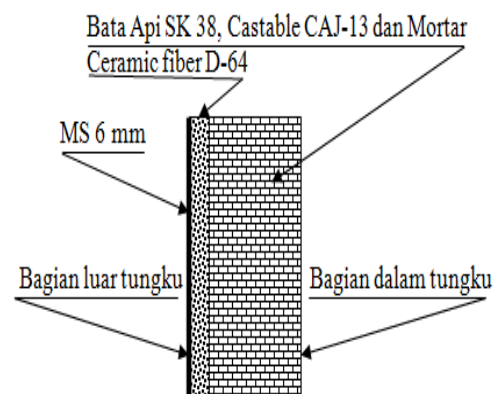 Bata Api SK 38, Castable CAJ-13 dan Mortar
Ceramic fiber D-64
MS 6 mm
Bagian luar tungku
Bagian dalam tungku